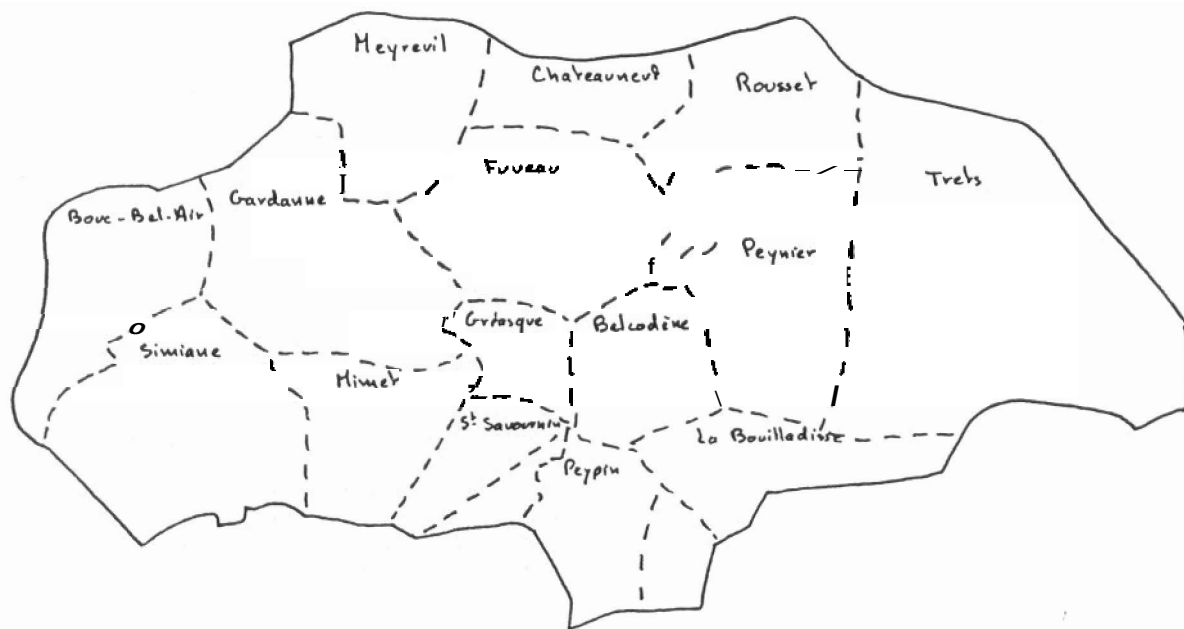 Meyreuil
Chateauneuf
Rousset
Fuveau
Trets
Gardanne
Bouc-Bel-Air
Peynier
Gréasque
Belcodène
Simiane
Mimet
St Savournin
La Bouilladisse
Peypin